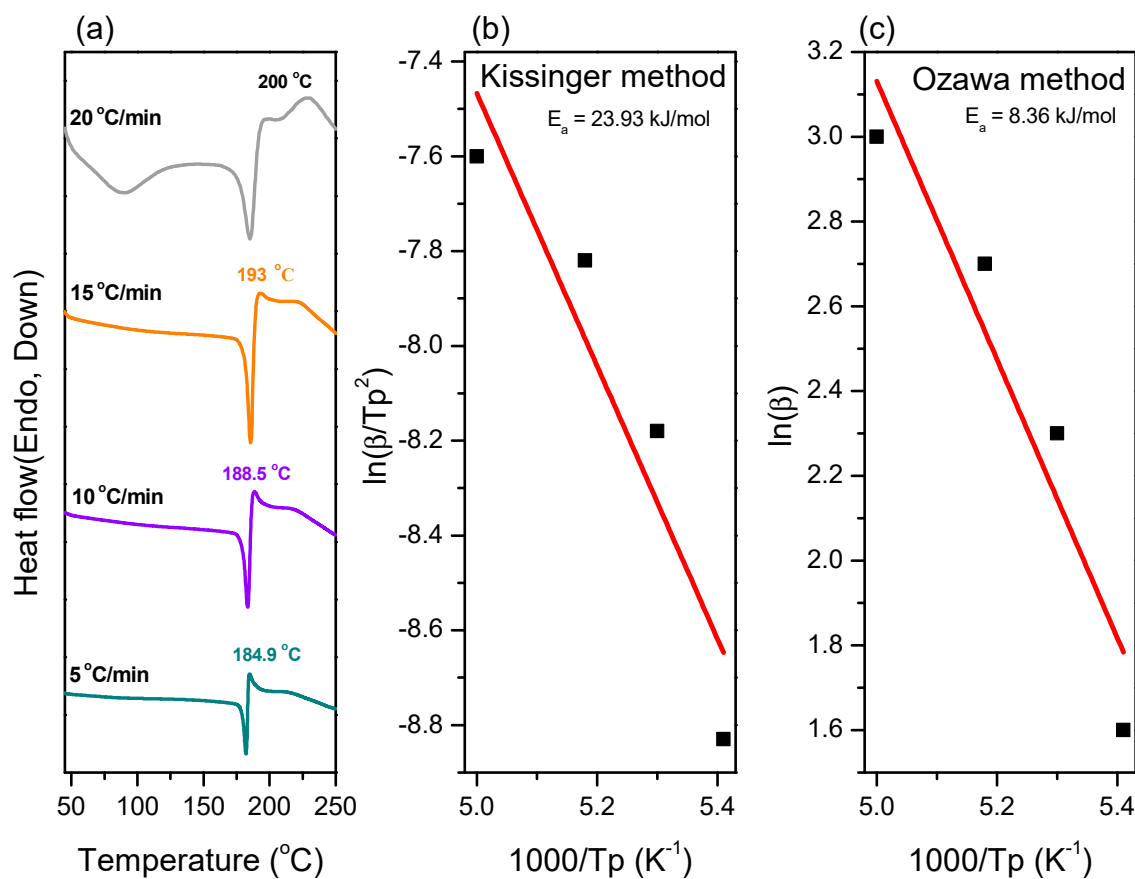 (a)
200 °C
20 °C/min
193 °C
15 °C/min
188.5 °C
10 °C/min
184.9 °C
5 °C/min
Heat flow(Endo, Down)
50 100 150 200 250
Temperature (°C)
(b)
Kissinger method
E_a = 23.93 kJ/mol
-7.4
-7.6
-7.8
-8.0
-8.2
-8.4
-8.6
-8.8
ln(β/Tp²)
5.0 5.2 5.4
1000/Tp (K⁻¹)
(c)
Ozawa method
E_a = 8.36 kJ/mol
3.2
3.0
2.8
2.6
2.4
2.2
2.0
1.8
1.6
ln(β)
5.0 5.2 5.4
1000/Tp (K⁻¹)